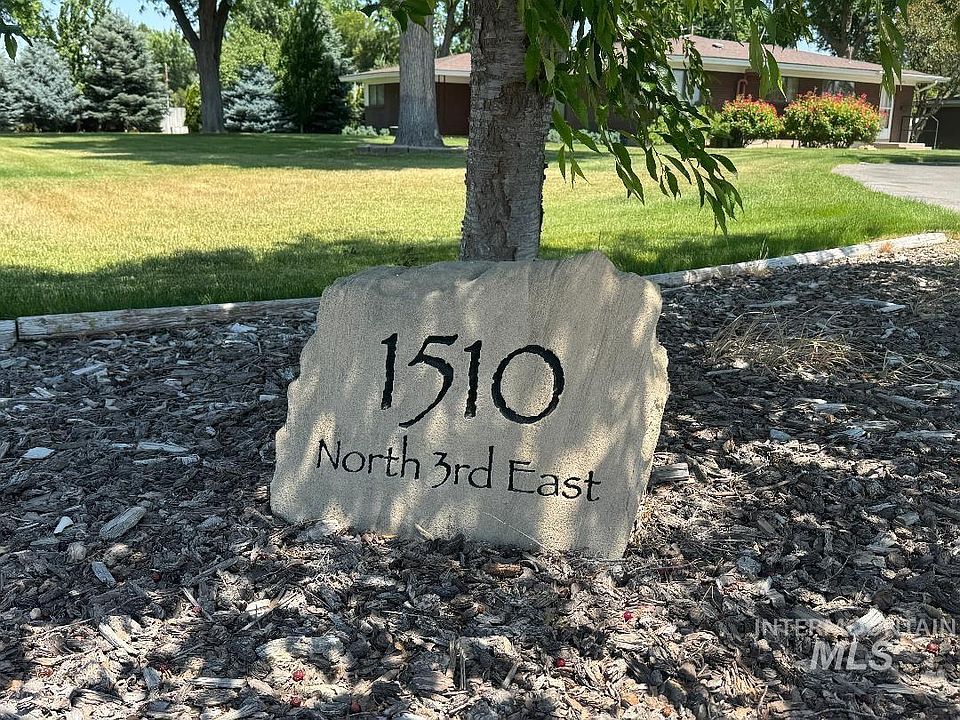 1510
North 3rd East
INTERMOUNTAIN
MLS